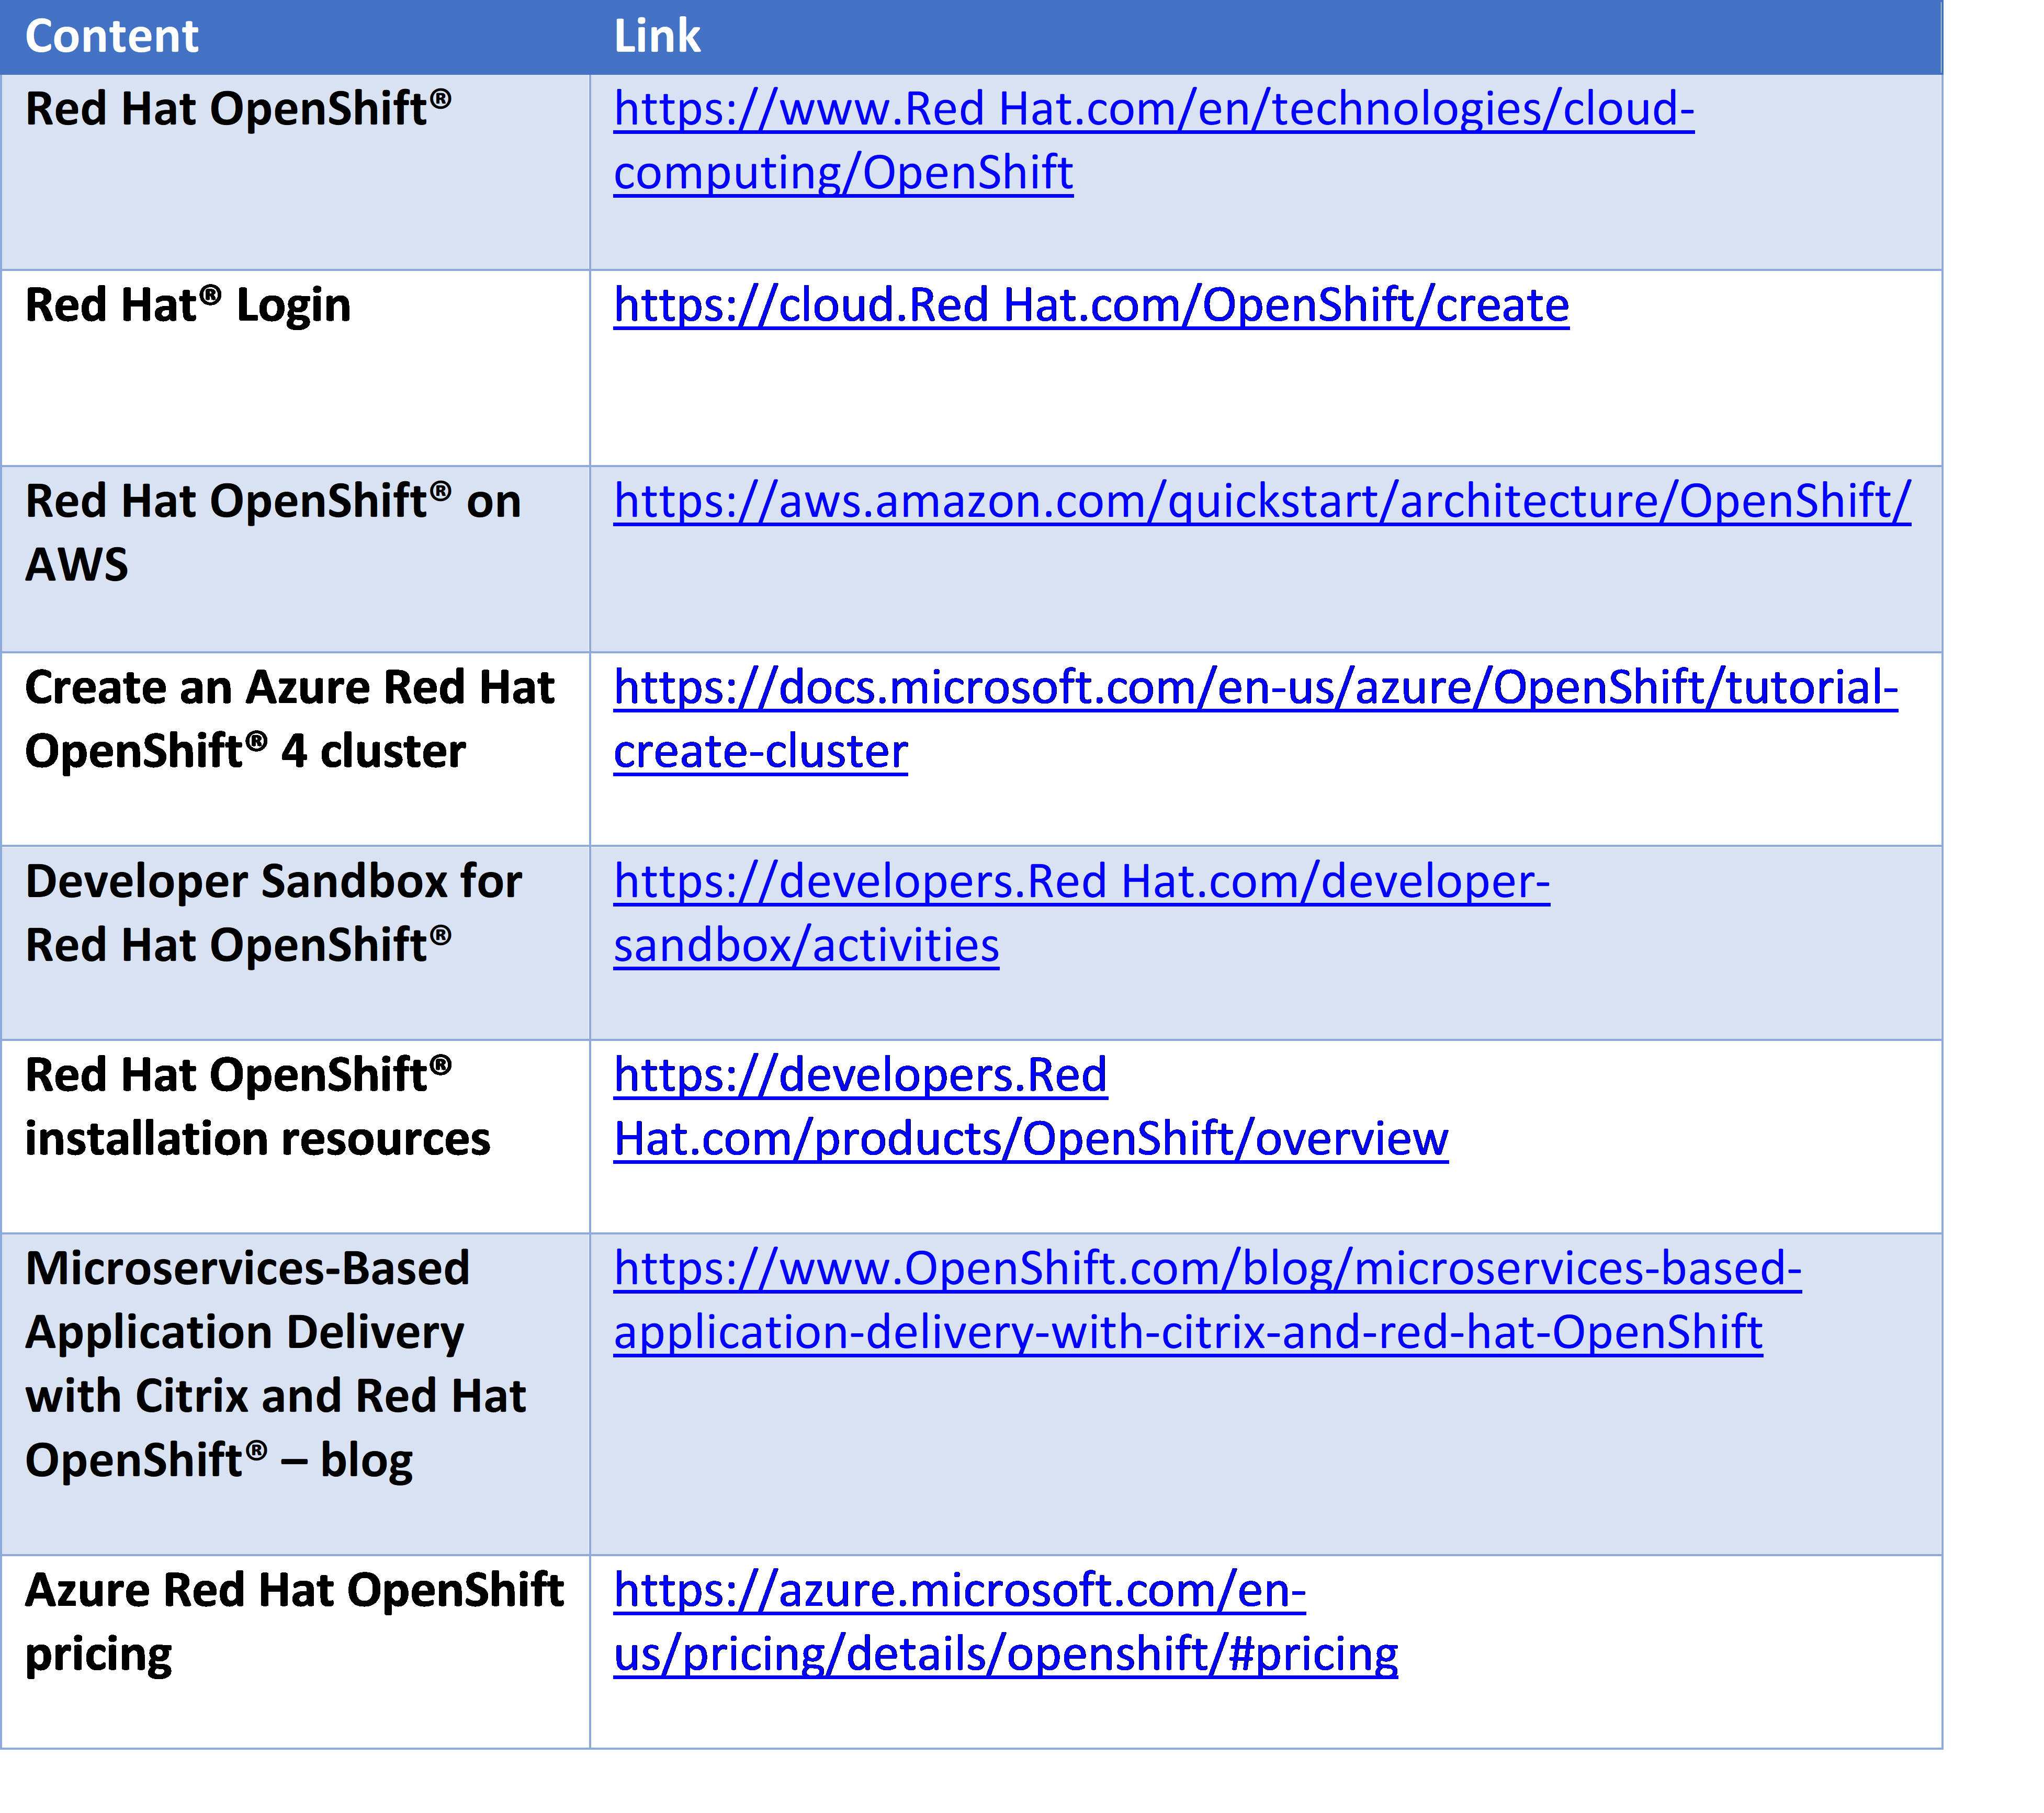 Content Link
Red Hat OpenShift® https://www.Red Hat.com/en/technologies/cloud-
computing/OpenShift
Red Hat® Login https://cloud.Red Hat.com/OpenShift/create
Red Hat OpenShift® on https://aws.amazon.com/quickstart/architecture/OpenShift/
AWS
Create an Azure Red Hat https://docs.microsoft.com/en-us/azure/OpenShift/tutorial-
OpenShift® 4 cluster create-cluster
Developer Sandbox for https://developers.Red Hat.com/developer-
Red Hat OpenShift® sandbox/activities
Red Hat OpenShift® https://developers.Red
installation resources Hat.com/products/OpenShift/overview
Microservices-Based https://www.OpenShift.com/blog/microservices-based-
Application Delivery application-delivery-with-citrix-and-red-hat-OpenShift
with Citrix and Red Hat
OpenShift® – blog
Azure Red Hat OpenShift https://azure.microsoft.com/en-
pricing us/pricing/details/openshift/#pricing